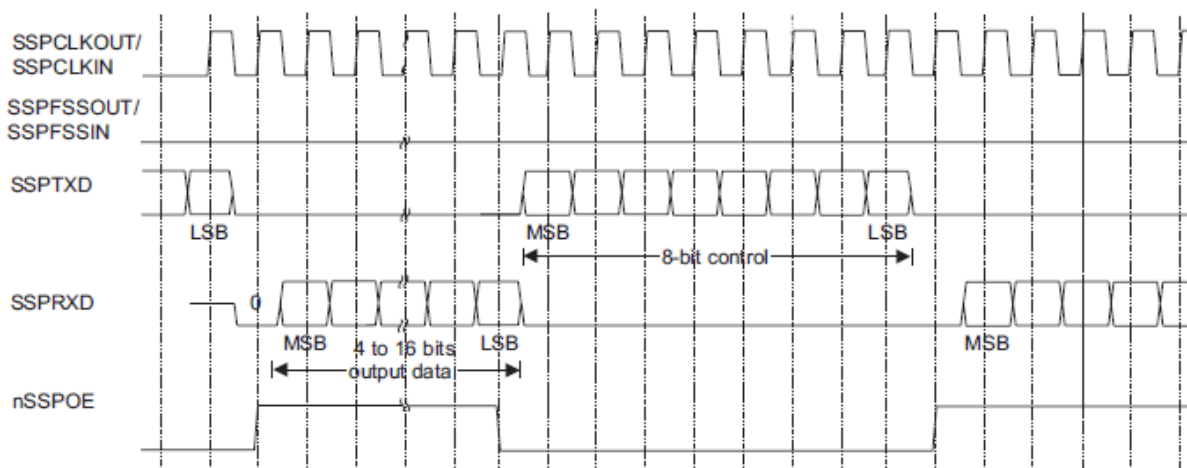 SSPCLKOUT/
SSPCLKIN
SSPFSSOUT/
SSPFSSIN
SSPTXD
LSB
MSB
LSB
8-bit control
SSPRXD
0
MSB
4 to 16 bits
LSB
MSB
output data
nSSPOE